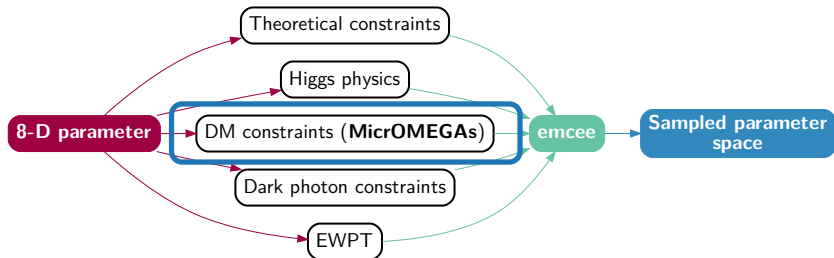 Theoretical constraints
Higgs physics
8-D parameter
DM constraints (MicrOMEGAs)
emcee
Sampled parameter
space
Dark photon constraints
EWPT